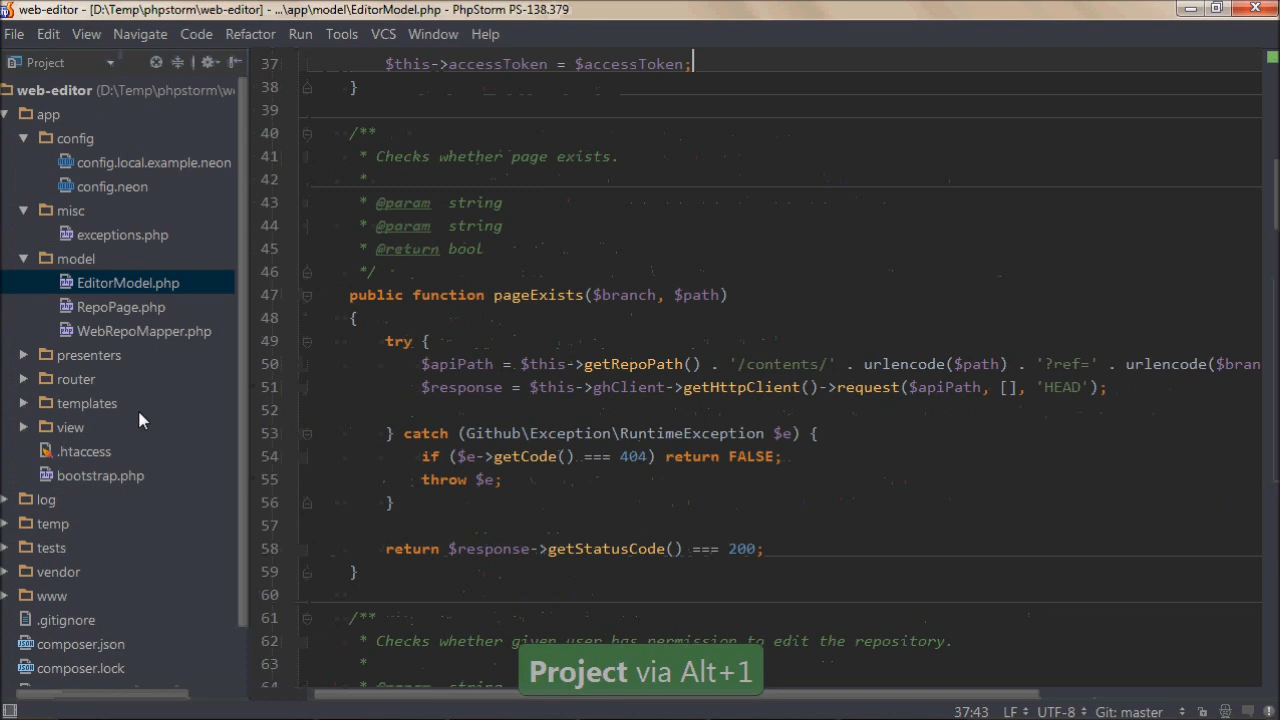 web-editor - [D:\Temp\phpstorm\web-editor] - ...\app\model\EditorModel.php - PhpStorm PS-138.379
File Edit View Navigate Code Refactor Run Tools VCS Window Help
Project
web-editor (D:\Temp\phpstorm\w
app
config
config.local.example.neon
config.neon
misc
exceptions.php
model
EditorModel.php
RepoPage.php
WebRepoMapper.php
presenters
router
templates
view
.htaccess
bootstrap.php
log
temp
tests
vendor
www
.gitignore
composer.json
composer.lock
37 $this->accessToken = $accessToken;
38 }
39
40 /**
41 * Checks whether page exists.
42 *
43 * @param string
44 * @param string
45 * @return bool
46 */
47 public function pageExists($branch, $path)
48 {
49 try {
50 $apiPath = $this->getRepoPath() . '/contents/' . urlencode($path) . '?ref=' . urlencode($bran
51 $response = $this->ghClient->getHttpClient()->request($apiPath, [], 'HEAD');
52
53 } catch (Github\Exception\RuntimeException $e) {
54 if ($e->getCode() === 404) return FALSE;
55 throw $e;
56 }
57
58 return $response->getStatusCode() === 200;
59 }
60
61 /**
62 * Checks whether given user has permission to edit the repository.
63 *
64 * @param string
Project via Alt+1
37:43 LF UTF-8 Git: master